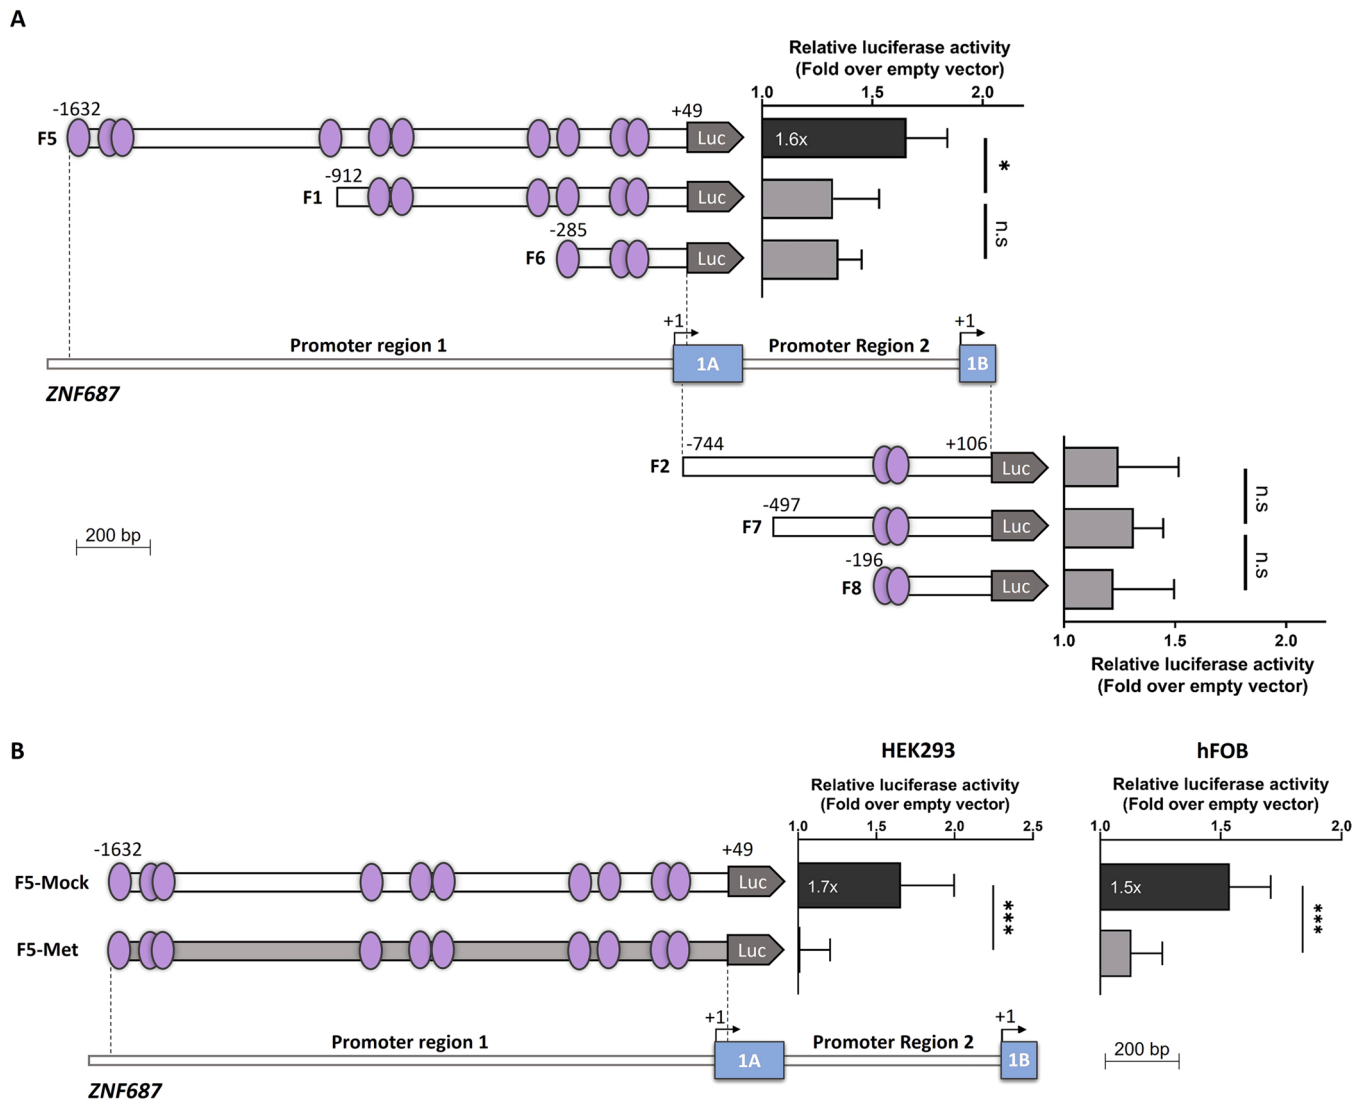 A
Relative luciferase activity
(Fold over empty vector)
1.0 1.5 2.0
-1632 +49
F5 Luc 1.6x
*
-912
F1 Luc
n.s
-285
F6 Luc
+1 +1
Promoter region 1 1A Promoter Region 2 1B
ZNF687
-744 +106
F2 Luc
n.s
-497
F7 Luc
200 bp
n.s
-196
F8 Luc
1.0 1.5 2.0
Relative luciferase activity
(Fold over empty vector)
B
HEK293 hFOB
Relative luciferase activity Relative luciferase activity
(Fold over empty vector) (Fold over empty vector)
1.0 1.5 2.0 2.5 1.0 1.5 2.0
-1632 +49
F5-Mock Luc 1.7x 1.5x
*** ***
F5-Met Luc
+1 +1
Promoter region 1 1A Promoter Region 2 1B
200 bp
ZNF687